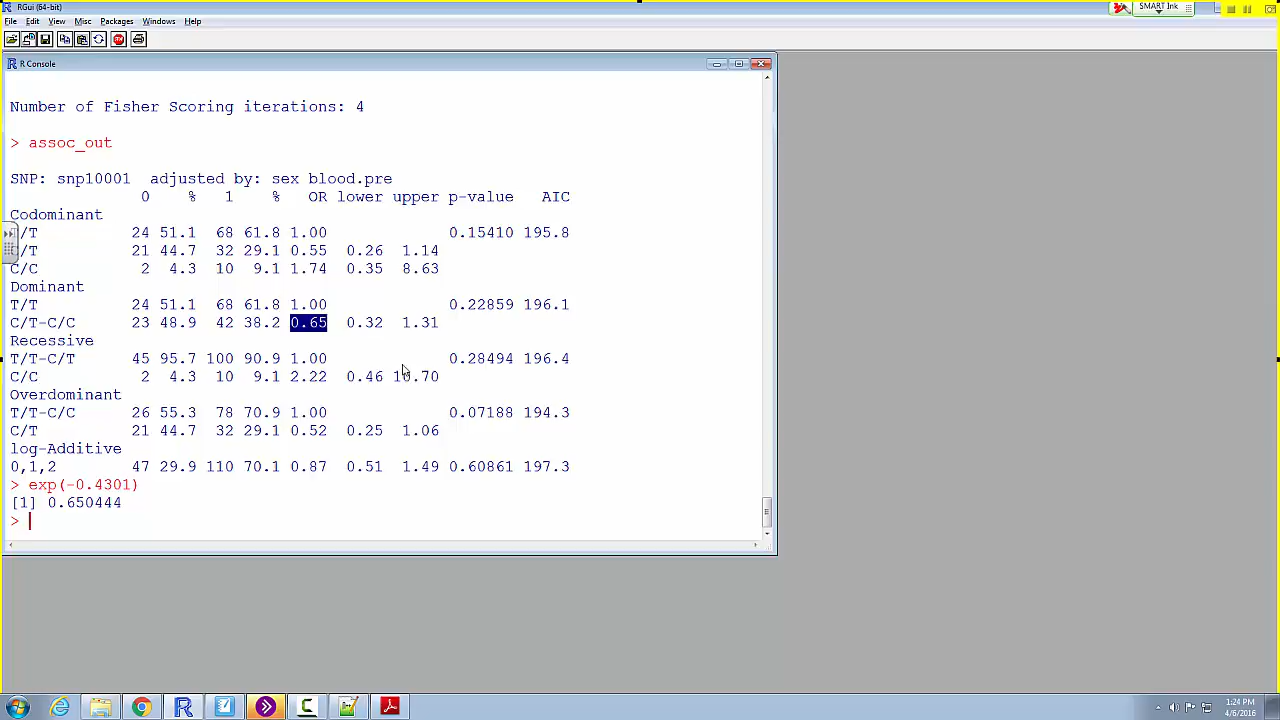 RGui (64-bit)
SMART Ink
File Edit View Misc Packages Windows Help
R Console
Number of Fisher Scoring iterations: 4
> assoc_out
SNP: snp10001 adjusted by: sex blood.pre
0 % 1 % OR lower upper p-value AIC
Codominant
/T 24 51.1 68 61.8 1.00 0.15410 195.8
/T 21 44.7 32 29.1 0.55 0.26 1.14
C/C 2 4.3 10 9.1 1.74 0.35 8.63
Dominant
T/T 24 51.1 68 61.8 1.00 0.22859 196.1
C/T-C/C 23 48.9 42 38.2 0.65 0.32 1.31
Recessive
T/T-C/T 45 95.7 100 90.9 1.00 0.28494 196.4
C/C 2 4.3 10 9.1 2.22 0.46 10.70
Overdominant
T/T-C/C 26 55.3 78 70.9 1.00 0.07188 194.3
C/T 21 44.7 32 29.1 0.52 0.25 1.06
log-Additive
0,1,2 47 29.9 110 70.1 0.87 0.51 1.49 0.60861 197.3
> exp(-0.4301)
[1] 0.650444
>
1:24 PM
4/6/2016